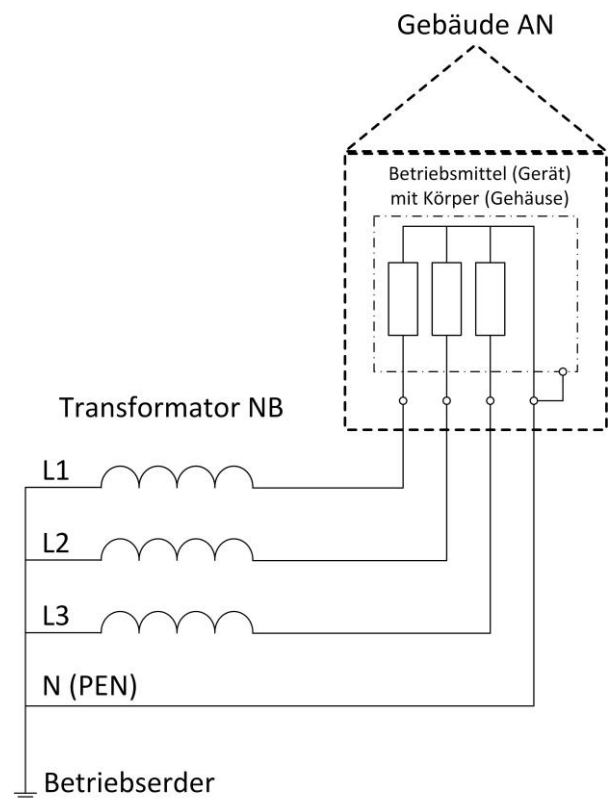 Gebäude AN
Betriebsmittel (Gerät)
mit Körper (Gehäuse)
Transformator NB
L1
L2
L3
N (PEN)
Betriebserder